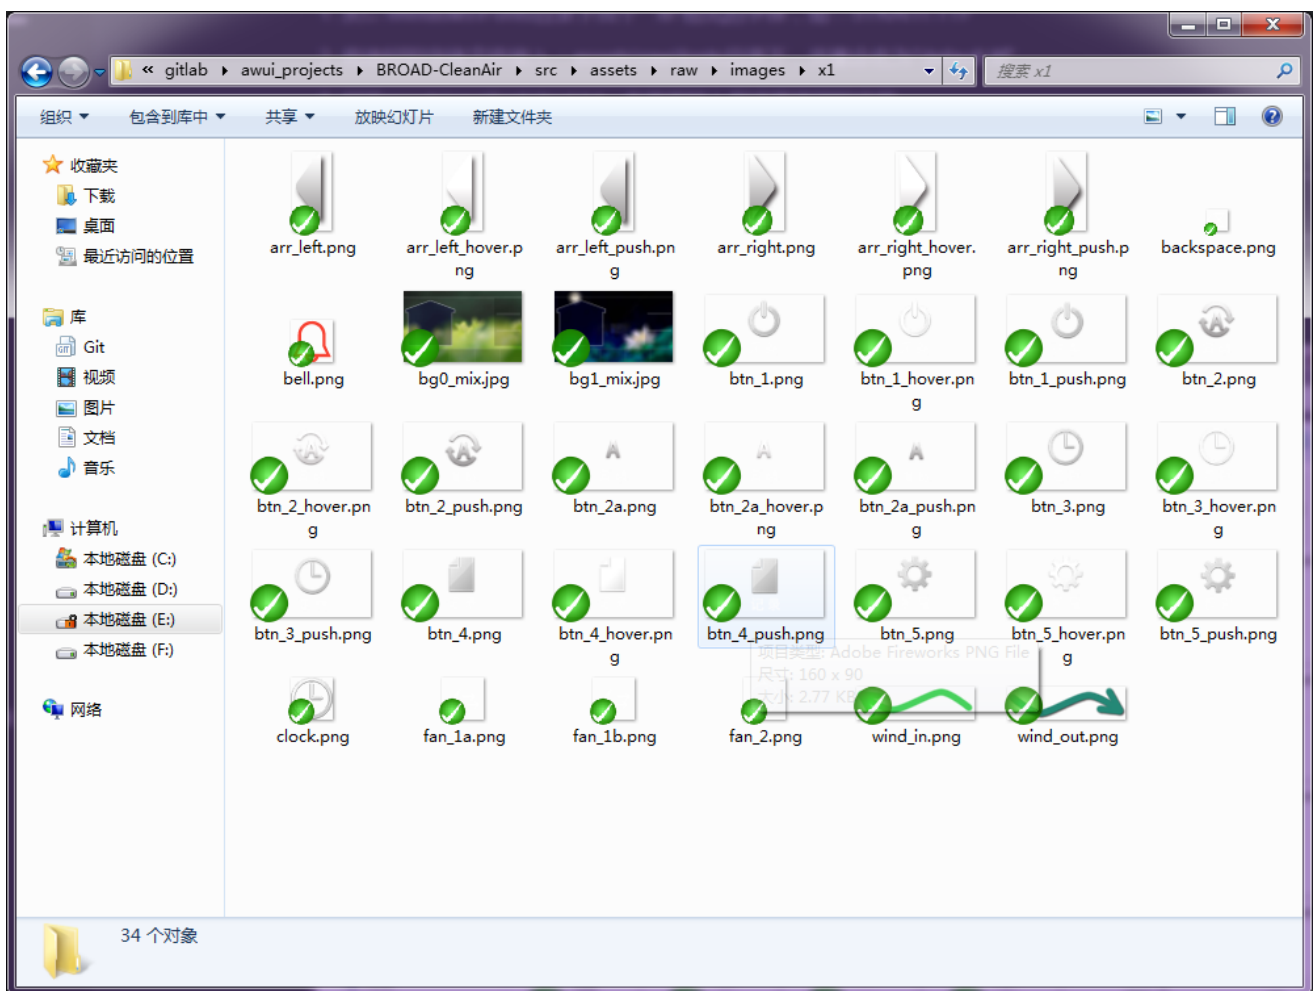 « gitlab ▸ awui_projects ▸ BROAD-CleanAir ▸ src ▸ assets ▸ raw ▸ images ▸ x1
搜索 x1
组织 包含到库中 共享 放映幻灯片 新建文件夹
收藏夹
下载
桌面
最近访问的位置
库
Git
视频
图片
文档
音乐
计算机
本地磁盘 (C:)
本地磁盘 (D:)
本地磁盘 (E:)
本地磁盘 (F:)
网络
arr_left.png
arr_left_hover.p
ng
arr_left_push.pn
g
arr_right.png
arr_right_hover.
png
arr_right_push.p
ng
backspace.png
bell.png
bg0_mix.jpg
bg1_mix.jpg
btn_1.png
btn_1_hover.pn
g
btn_1_push.png
btn_2.png
btn_2_hover.pn
g
btn_2_push.png
btn_2a.png
btn_2a_hover.p
ng
btn_2a_push.pn
g
btn_3.png
btn_3_hover.pn
g
btn_3_push.png
btn_4.png
btn_4_hover.pn
g
btn_4_push.png
btn_5.png
btn_5_hover.pn
g
btn_5_push.png
项目类型: Adobe Fireworks PNG File
尺寸: 160 x 90
大小: 2.77 KB
clock.png
fan_1a.png
fan_1b.png
fan_2.png
wind_in.png
wind_out.png
34 个对象